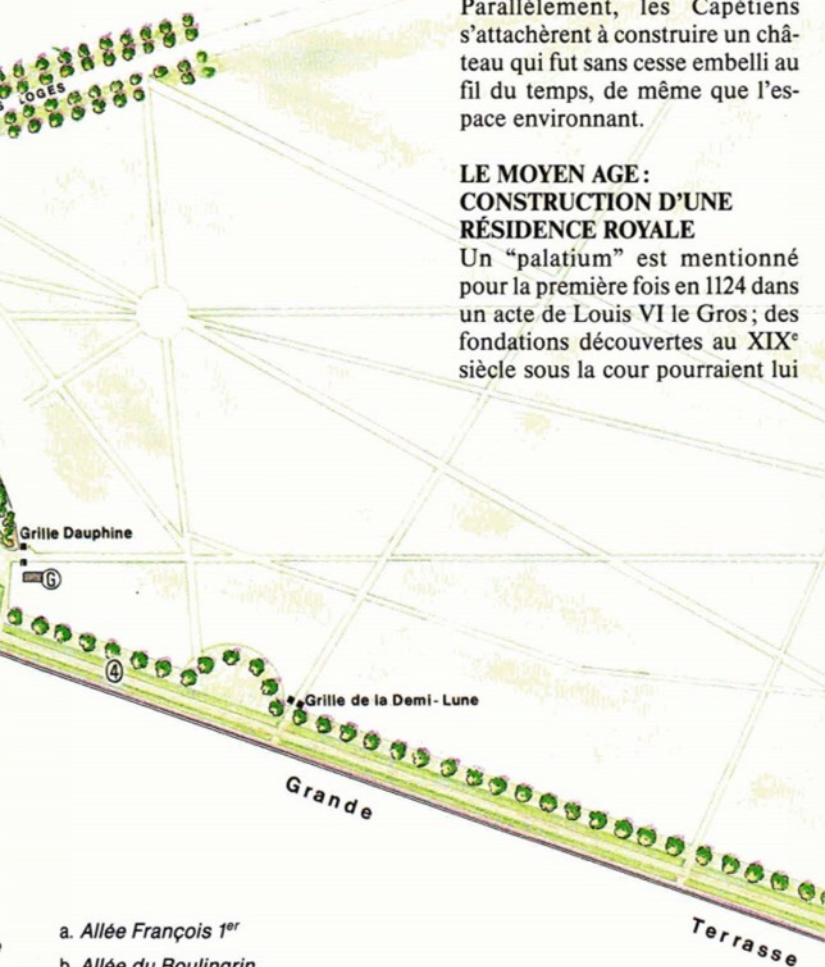 Parallèlement, les Capétiens
s'attachèrent à construire un châ-
teau qui fut sans cesse embelli au
fil du temps, de même que l'es-
pace environnant.
LE MOYEN AGE :
CONSTRUCTION D'UNE
RÉSIDENCE ROYALE
Un “palatium” est mentionné
pour la première fois en 1124 dans
un acte de Louis VI le Gros ; des
fondations découvertes au XIXe
siècle sous la cour pourraient lui
LOGES
Grille Dauphine
G
4
Grille de la Demi-Lune
Grande
Terrasse
a. Allée François 1er
b. Allée du Boulingrin